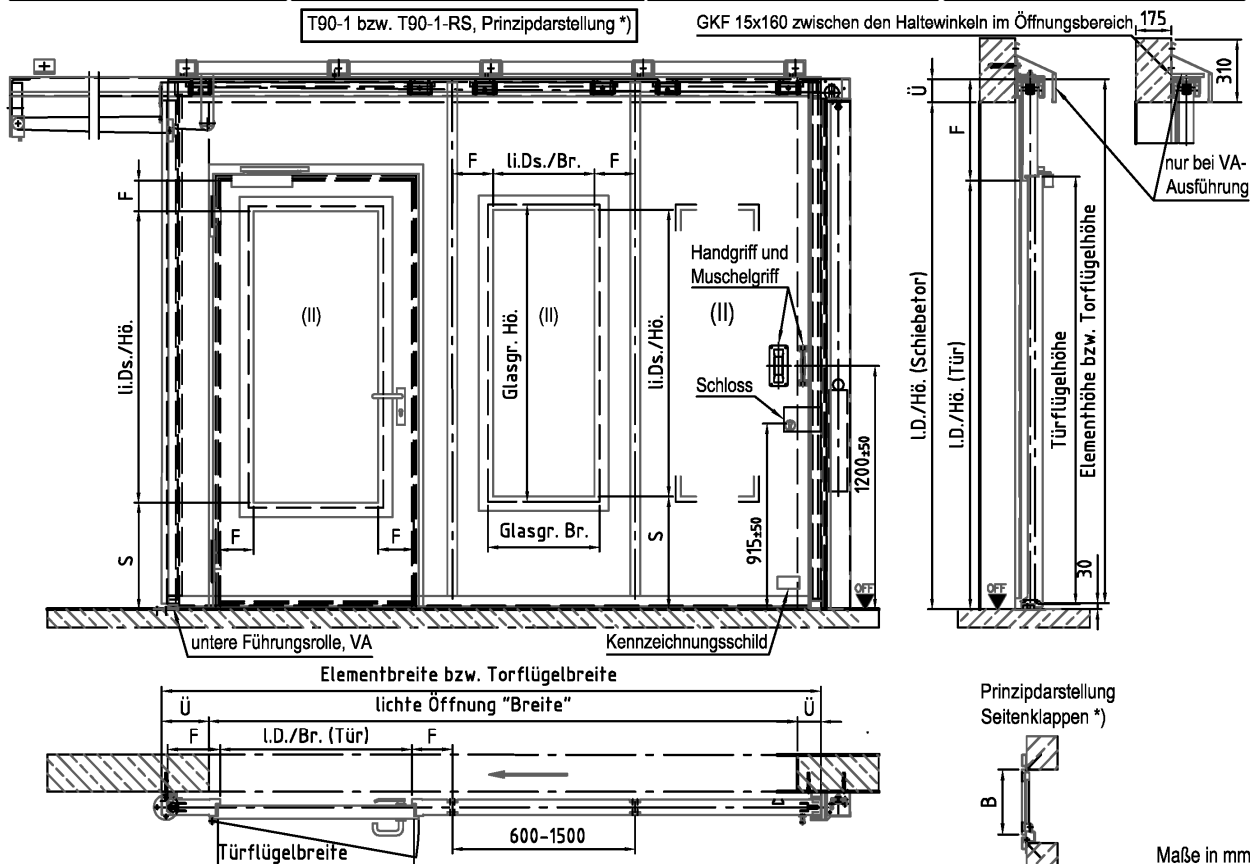 T90-1 bzw. T90-1-RS, Prinzipdarstellung *)
GKF 15x160 zwischen den Haltewinkeln im Öffnungsbereich
175
310
Ü
F
nur bei VA-
Ausführung
F
li.Ds./Br.
F
F
Handgriff und
Muschelgriff
(II)
(II)
(II)
li.Ds./Hö.
Glasgr. Hö.
li.Ds./Hö.
Schloss
l.D./Hö. (Schiebetor)
l.D./Hö. (Tür)
Türflügelhöhe
Elementhöhe bzw. Torflügelhöhe
1200±50
915±50
S
F
F
Glasgr. Br.
S
30
OFF
OFF
untere Führungsrolle, VA
Kennzeichnungsschild
Elementbreite bzw. Torflügelbreite
Ü
lichte Öffnung "Breite"
Ü
F
l.D./Br. (Tür)
F
600-1500
Türflügelbreite
Prinzipdarstellung
Seitenklappen *)
B
Maße in mm